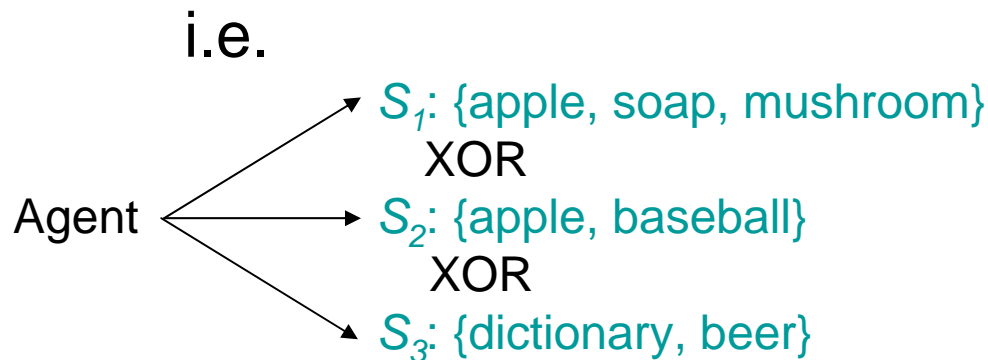 i.e.
S1: {apple, soap, mushroom}
XOR
Agent
S2: {apple, baseball}
XOR
S3: {dictionary, beer}